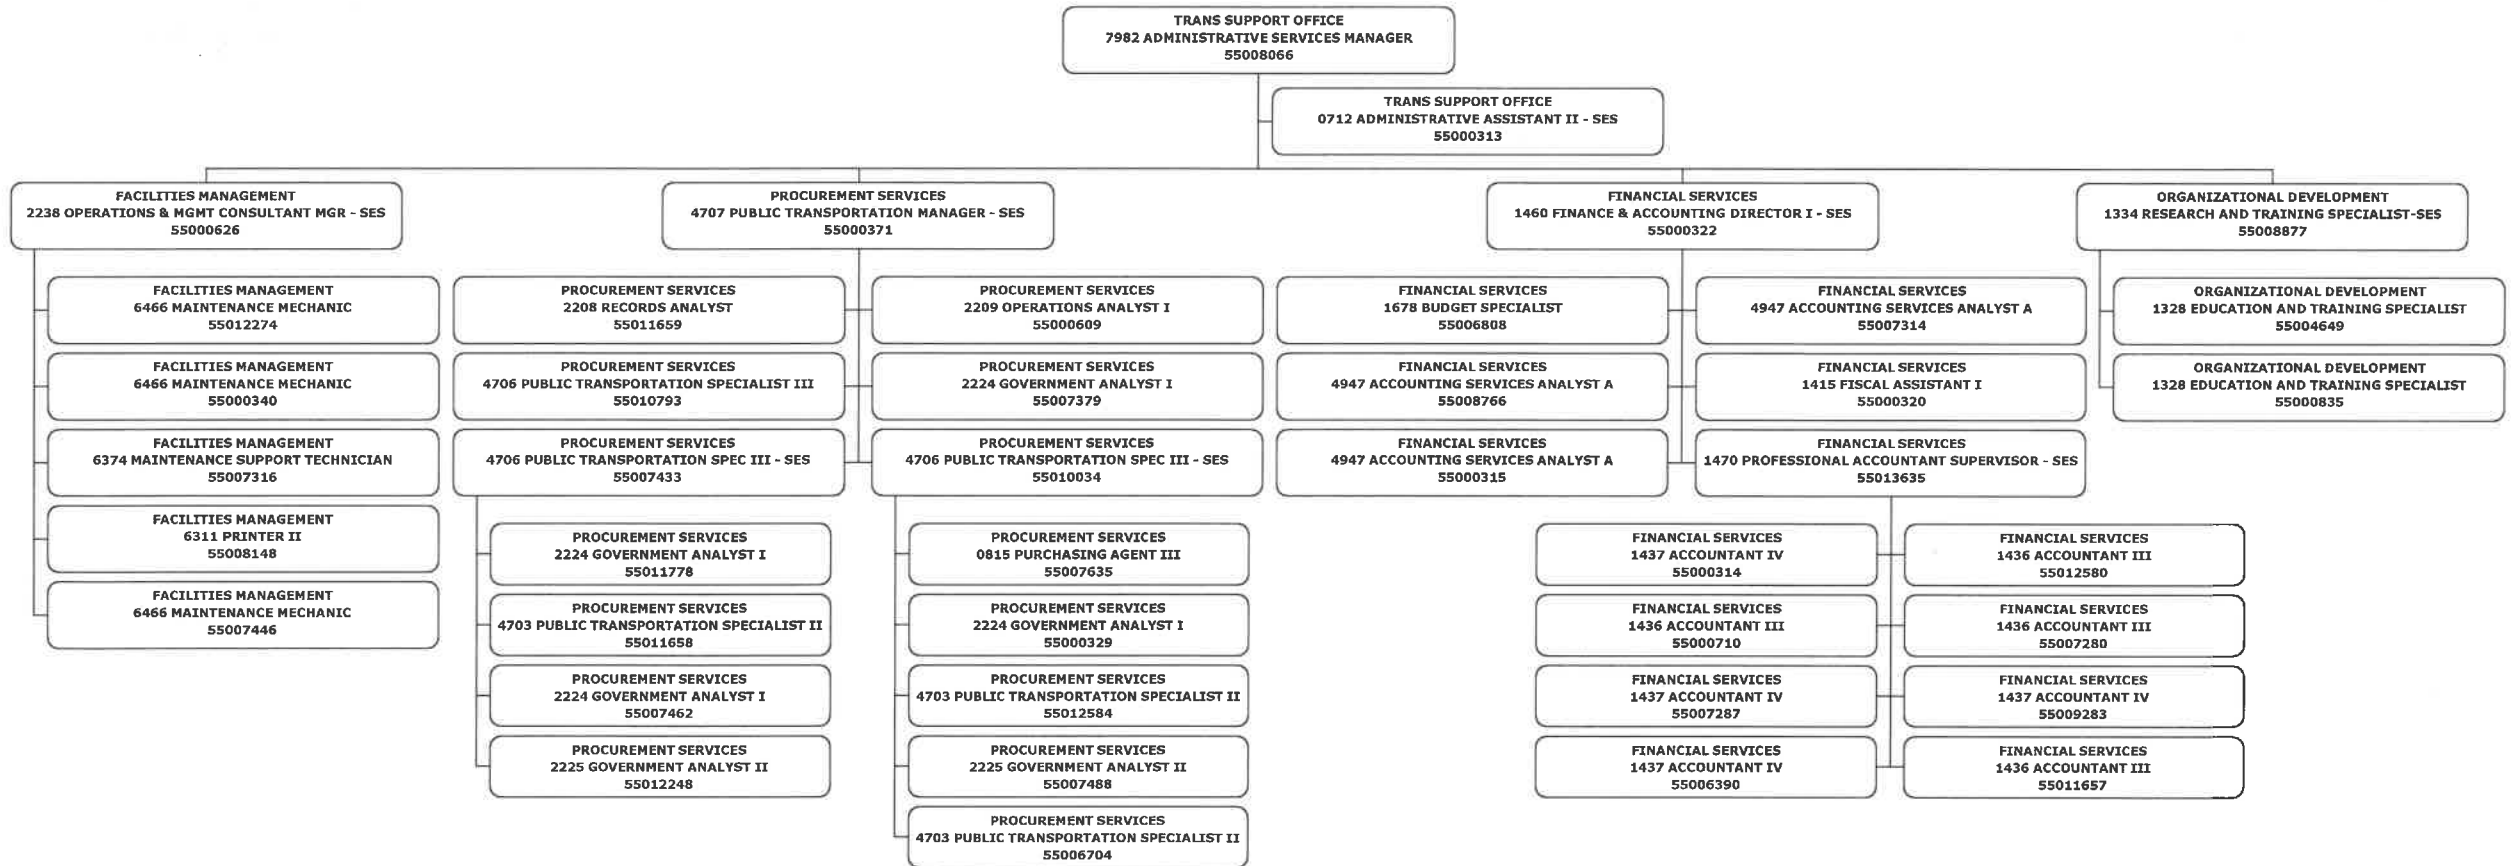 TRANS SUPPORT OFFICE
7982 ADMINISTRATIVE SERVICES MANAGER
55008066
TRANS SUPPORT OFFICE
0712 ADMINISTRATIVE ASSISTANT II - SES
55000313
FACILITIES MANAGEMENT
2238 OPERATIONS & MGMT CONSULTANT MGR - SES
55000626
FACILITIES MANAGEMENT
6466 MAINTENANCE MECHANIC
55012274
FACILITIES MANAGEMENT
6466 MAINTENANCE MECHANIC
55000340
FACILITIES MANAGEMENT
6374 MAINTENANCE SUPPORT TECHNICIAN
55007316
FACILITIES MANAGEMENT
6311 PRINTER II
55008148
FACILITIES MANAGEMENT
6466 MAINTENANCE MECHANIC
55007446
PROCUREMENT SERVICES
4707 PUBLIC TRANSPORTATION MANAGER - SES
55000371
PROCUREMENT SERVICES
2208 RECORDS ANALYST
55011659
PROCUREMENT SERVICES
2209 OPERATIONS ANALYST I
55000609
PROCUREMENT SERVICES
4706 PUBLIC TRANSPORTATION SPECIALIST III
55010793
PROCUREMENT SERVICES
2224 GOVERNMENT ANALYST I
55007379
PROCUREMENT SERVICES
4706 PUBLIC TRANSPORTATION SPEC III - SES
55007433
PROCUREMENT SERVICES
2224 GOVERNMENT ANALYST I
55011778
PROCUREMENT SERVICES
4703 PUBLIC TRANSPORTATION SPECIALIST II
55011658
PROCUREMENT SERVICES
2224 GOVERNMENT ANALYST I
55007462
PROCUREMENT SERVICES
2225 GOVERNMENT ANALYST II
55012248
PROCUREMENT SERVICES
4706 PUBLIC TRANSPORTATION SPEC III - SES
55010034
PROCUREMENT SERVICES
0815 PURCHASING AGENT III
55007635
PROCUREMENT SERVICES
2224 GOVERNMENT ANALYST I
55000329
PROCUREMENT SERVICES
4703 PUBLIC TRANSPORTATION SPECIALIST II
55012584
PROCUREMENT SERVICES
2225 GOVERNMENT ANALYST II
55007488
PROCUREMENT SERVICES
4703 PUBLIC TRANSPORTATION SPECIALIST II
55006704
FINANCIAL SERVICES
1460 FINANCE & ACCOUNTING DIRECTOR I - SES
55000322
FINANCIAL SERVICES
1678 BUDGET SPECIALIST
55006808
FINANCIAL SERVICES
4947 ACCOUNTING SERVICES ANALYST A
55007314
FINANCIAL SERVICES
4947 ACCOUNTING SERVICES ANALYST A
55008766
FINANCIAL SERVICES
1415 FISCAL ASSISTANT I
55000320
FINANCIAL SERVICES
4947 ACCOUNTING SERVICES ANALYST A
55000315
FINANCIAL SERVICES
1470 PROFESSIONAL ACCOUNTANT SUPERVISOR - SES
55013635
FINANCIAL SERVICES
1437 ACCOUNTANT IV
55000314
FINANCIAL SERVICES
1436 ACCOUNTANT III
55012580
FINANCIAL SERVICES
1436 ACCOUNTANT III
55000710
FINANCIAL SERVICES
1436 ACCOUNTANT III
55007280
FINANCIAL SERVICES
1437 ACCOUNTANT IV
55007287
FINANCIAL SERVICES
1437 ACCOUNTANT IV
55009283
FINANCIAL SERVICES
1437 ACCOUNTANT IV
55006390
FINANCIAL SERVICES
1436 ACCOUNTANT III
55011657
ORGANIZATIONAL DEVELOPMENT
1334 RESEARCH AND TRAINING SPECIALIST-SES
55008877
ORGANIZATIONAL DEVELOPMENT
1328 EDUCATION AND TRAINING SPECIALIST
55004649
ORGANIZATIONAL DEVELOPMENT
1328 EDUCATION AND TRAINING SPECIALIST
55000835